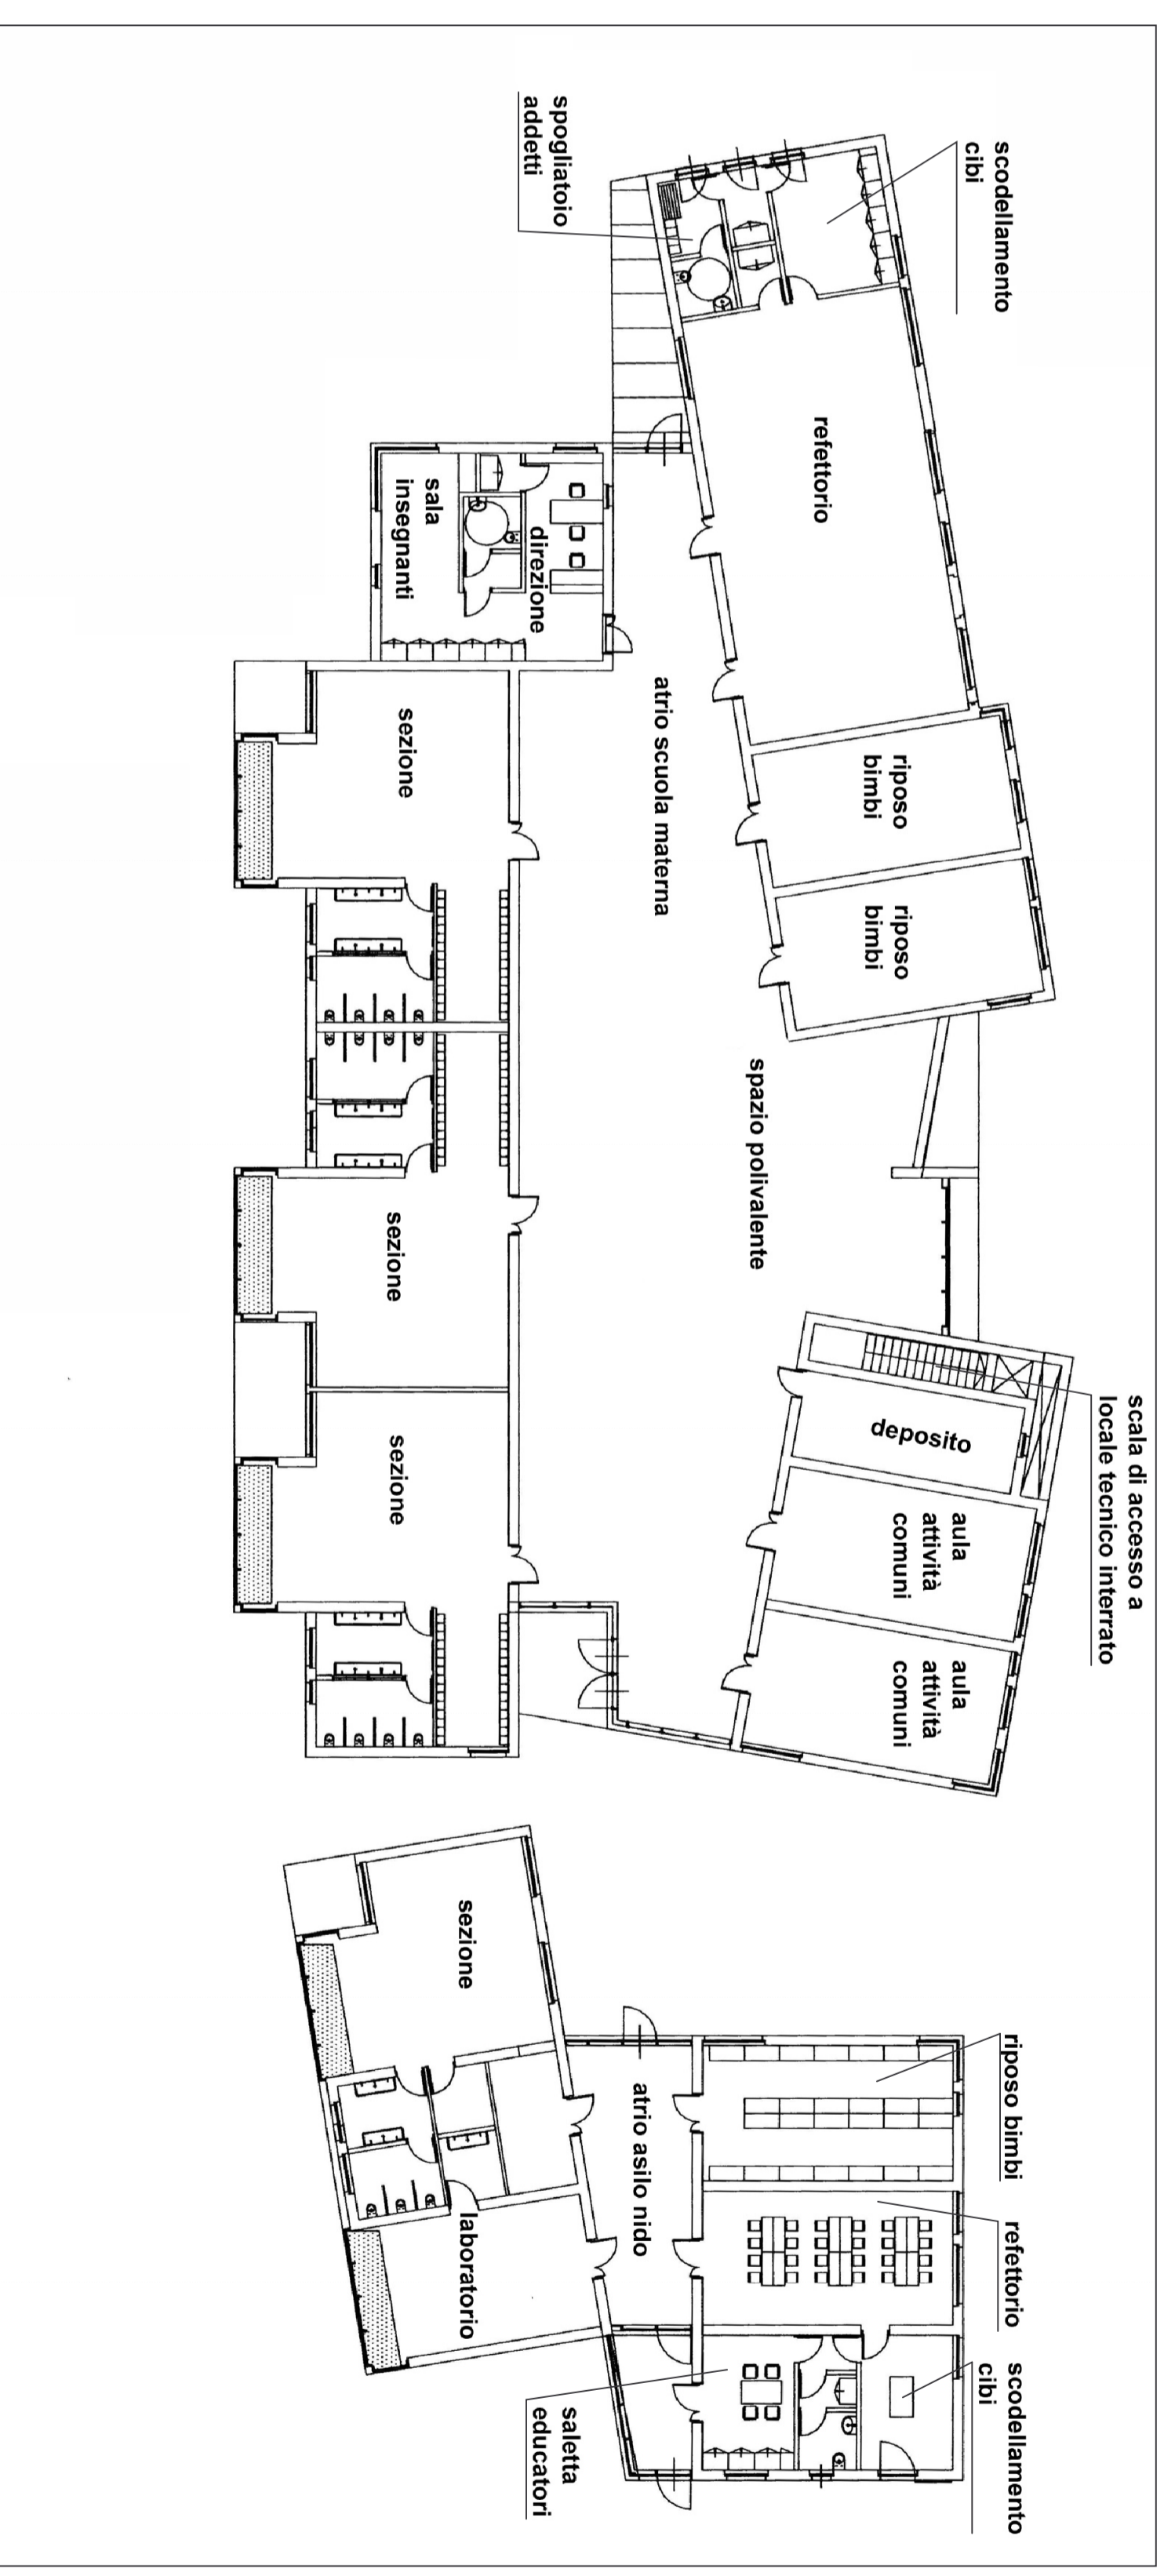 scodellamento
cibi
spogliatoio
addetti
refettorio
sala
insegnanti
direzione
riposo
bimbi
riposo
bimbi
atrio scuola materna
sezione
spazio polivalente
sezione
scala di accesso a
locale tecnico interrato
deposito
aula
attività
comuni
aula
attività
comuni
sezione
sezione
riposo bimbi
atrio asilo nido
refettorio
laboratorio
scodellamento
cibi
saletta
educatori